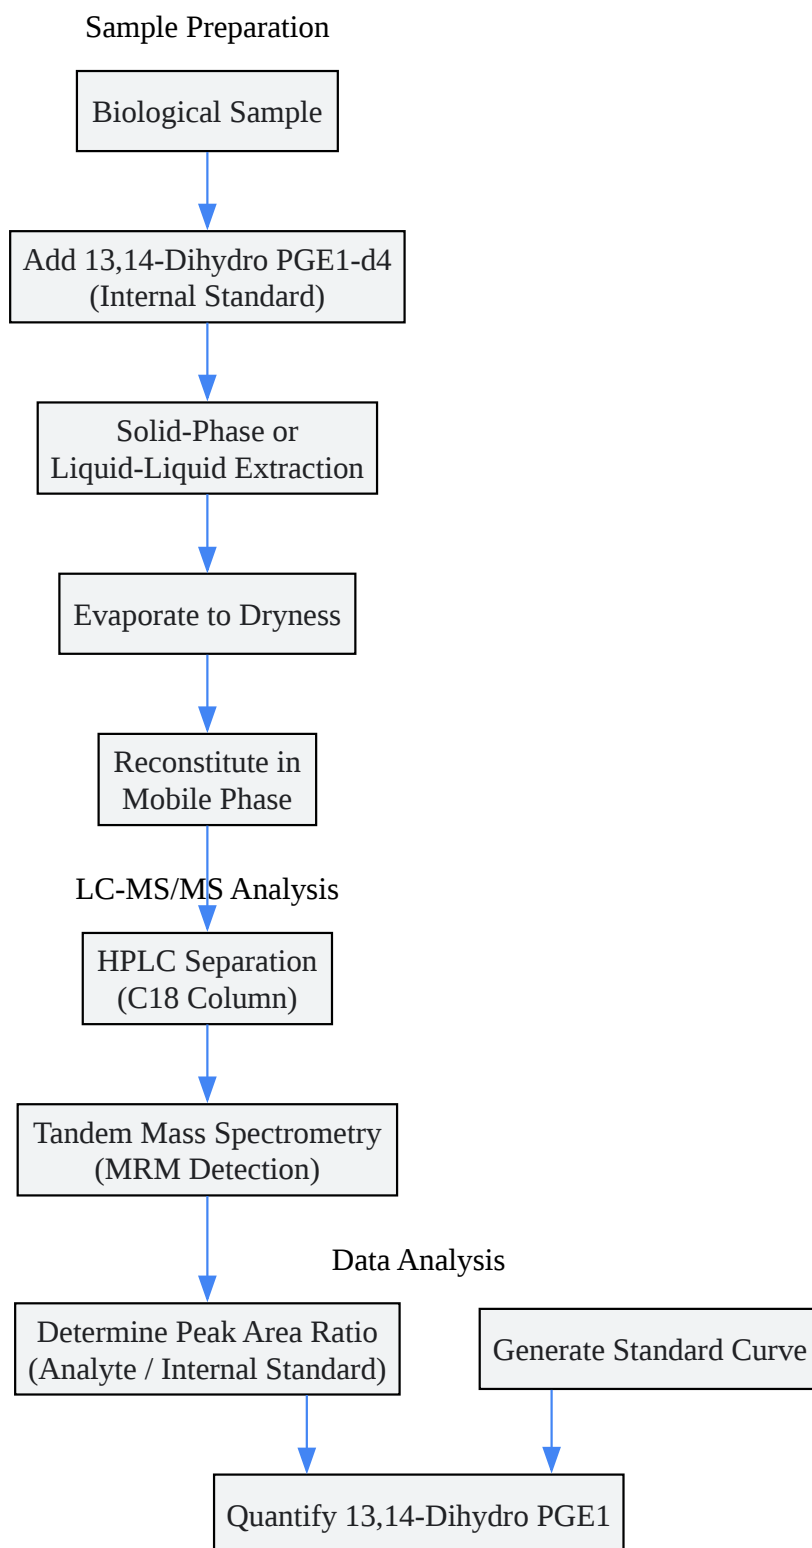 Sample Preparation
Biological Sample
Add 13,14-Dihydro PGE1-d4
(Internal Standard)
Solid-Phase or
Liquid-Liquid Extraction
Evaporate to Dryness
Reconstitute in
Mobile Phase
LC-MS/MS Analysis
HPLC Separation
(C18 Column)
Tandem Mass Spectrometry
(MRM Detection)
Data Analysis
Determine Peak Area Ratio
(Analyte / Internal Standard)
Generate Standard Curve
Quantify 13,14-Dihydro PGE1